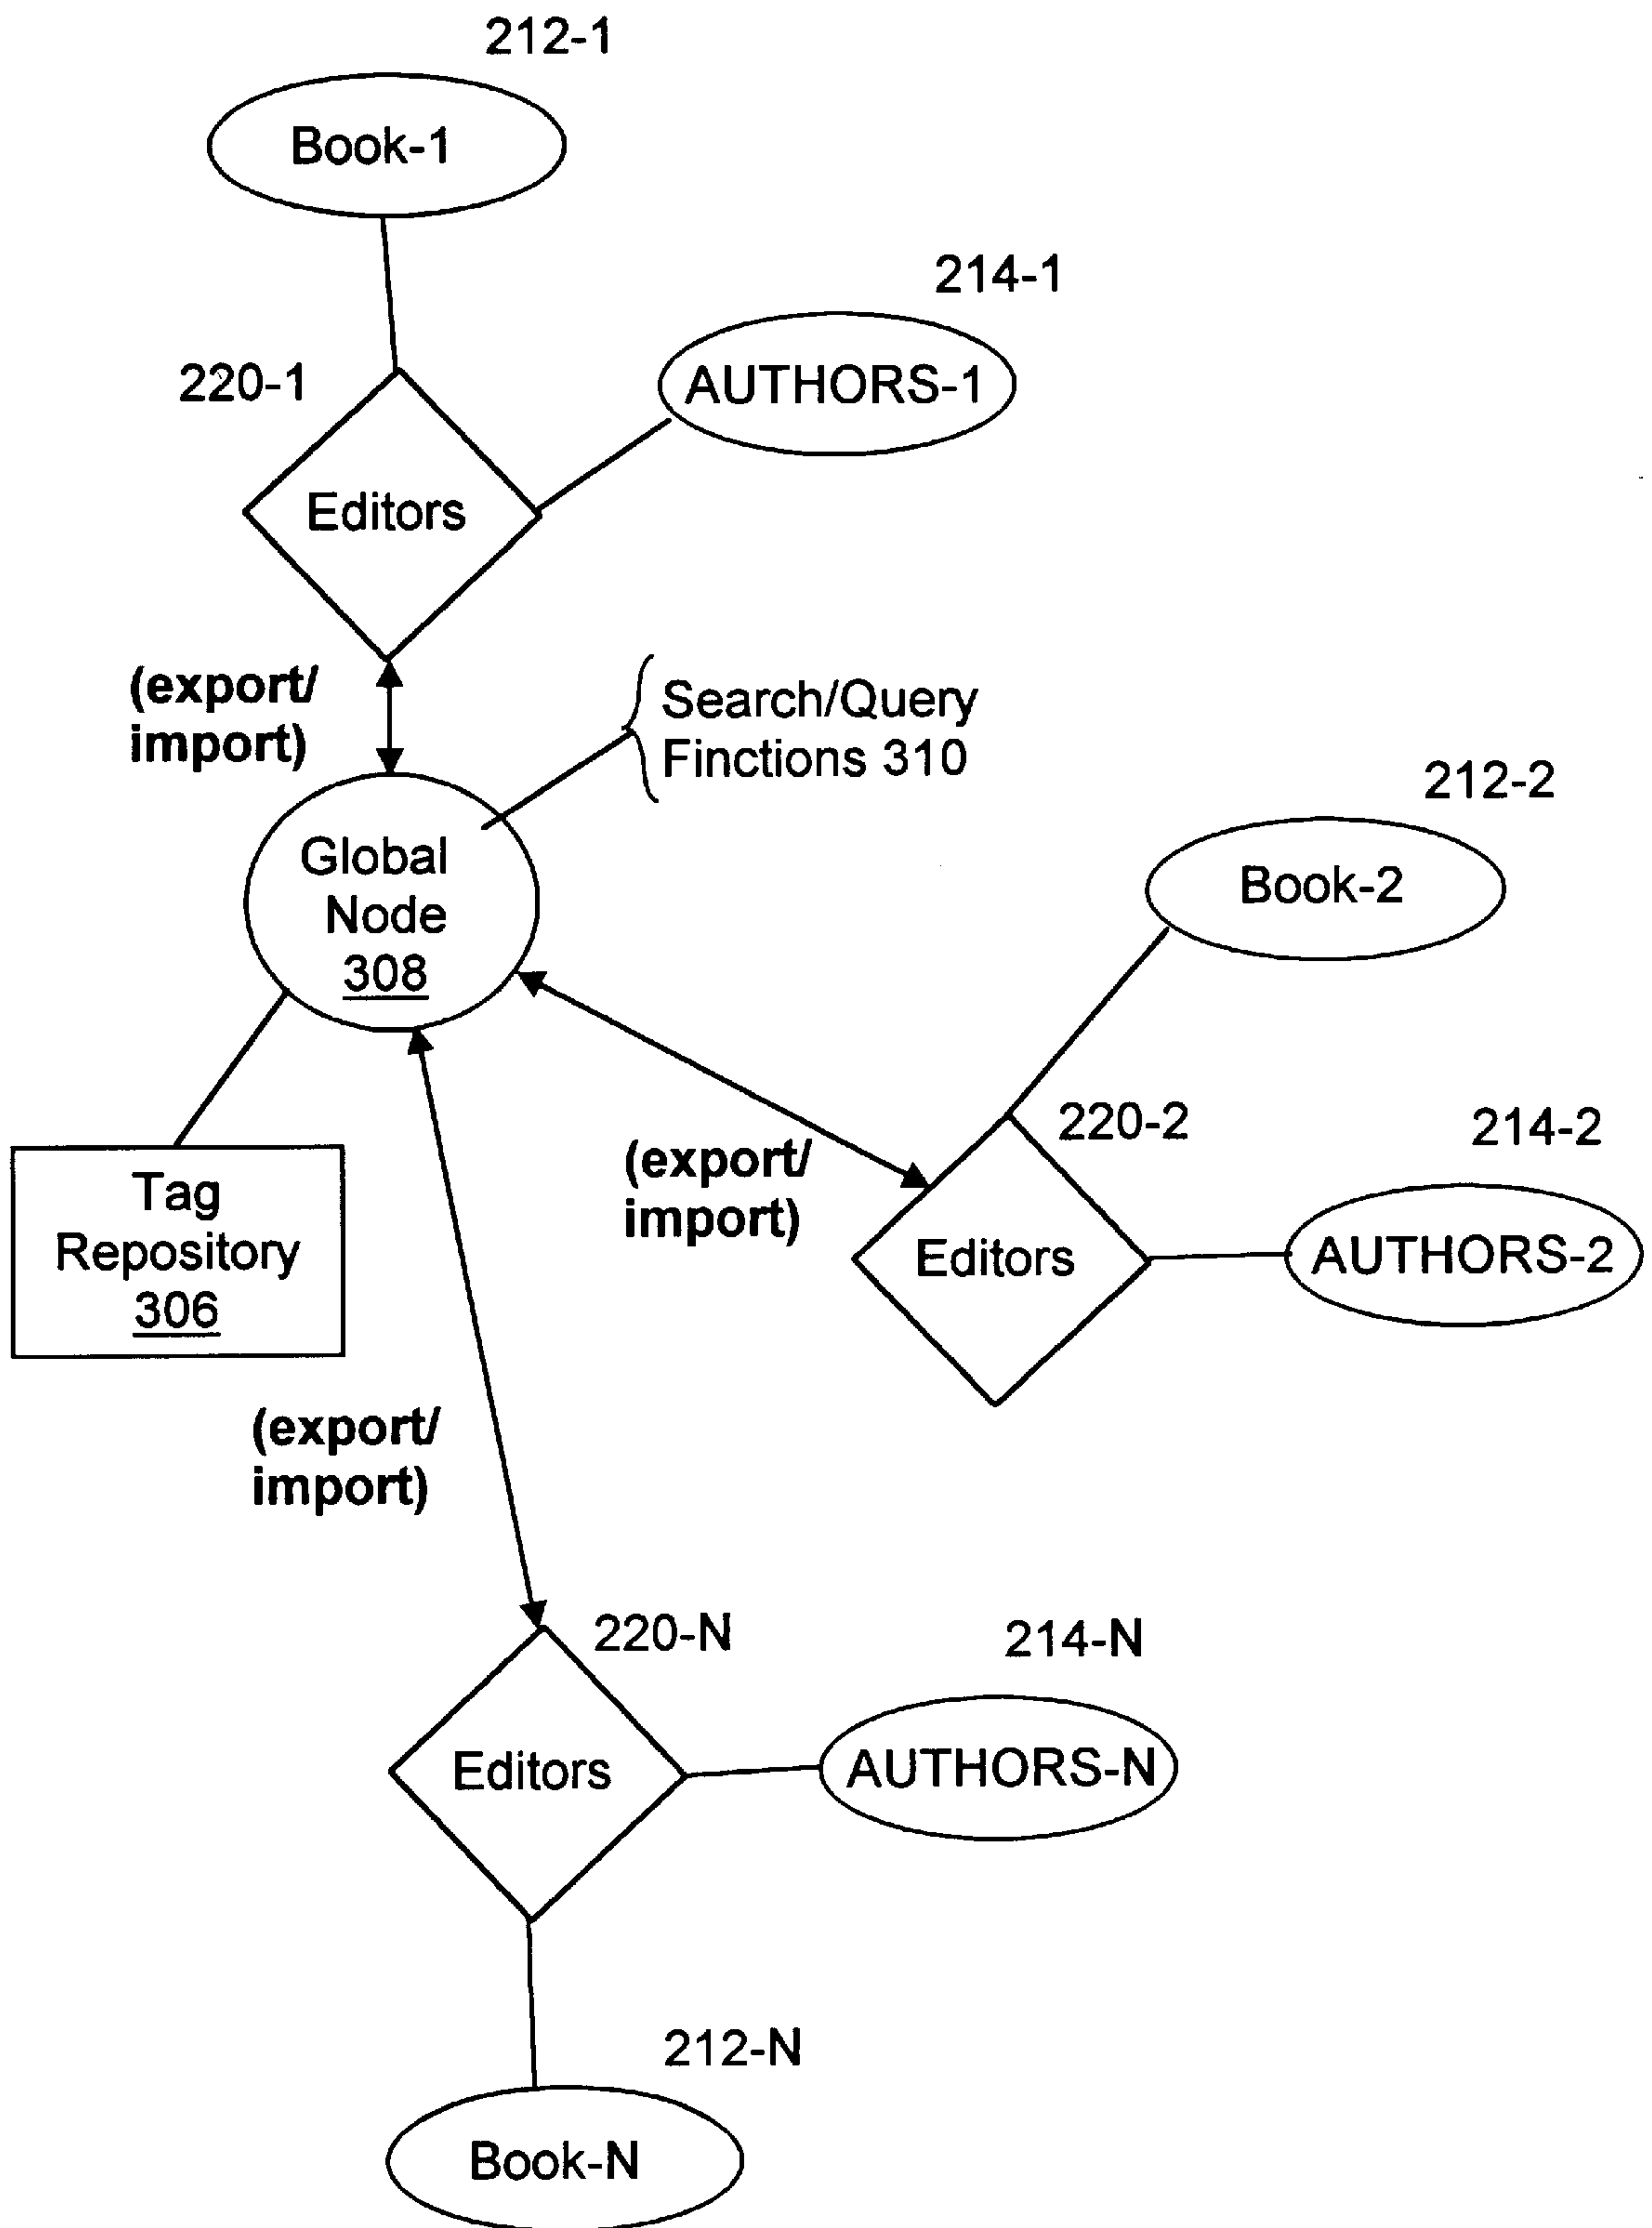 212-1
Book-1
214-1
AUTHORS-1
220-1
Editors
(export/
import)
Search/Query
Finctions 310
Global
Node
308
212-2
Book-2
Tag
Repository
306
(export/
import)
220-2
Editors
214-2
AUTHORS-2
(export/
import)
220-N
Editors
214-N
AUTHORS-N
212-N
Book-N